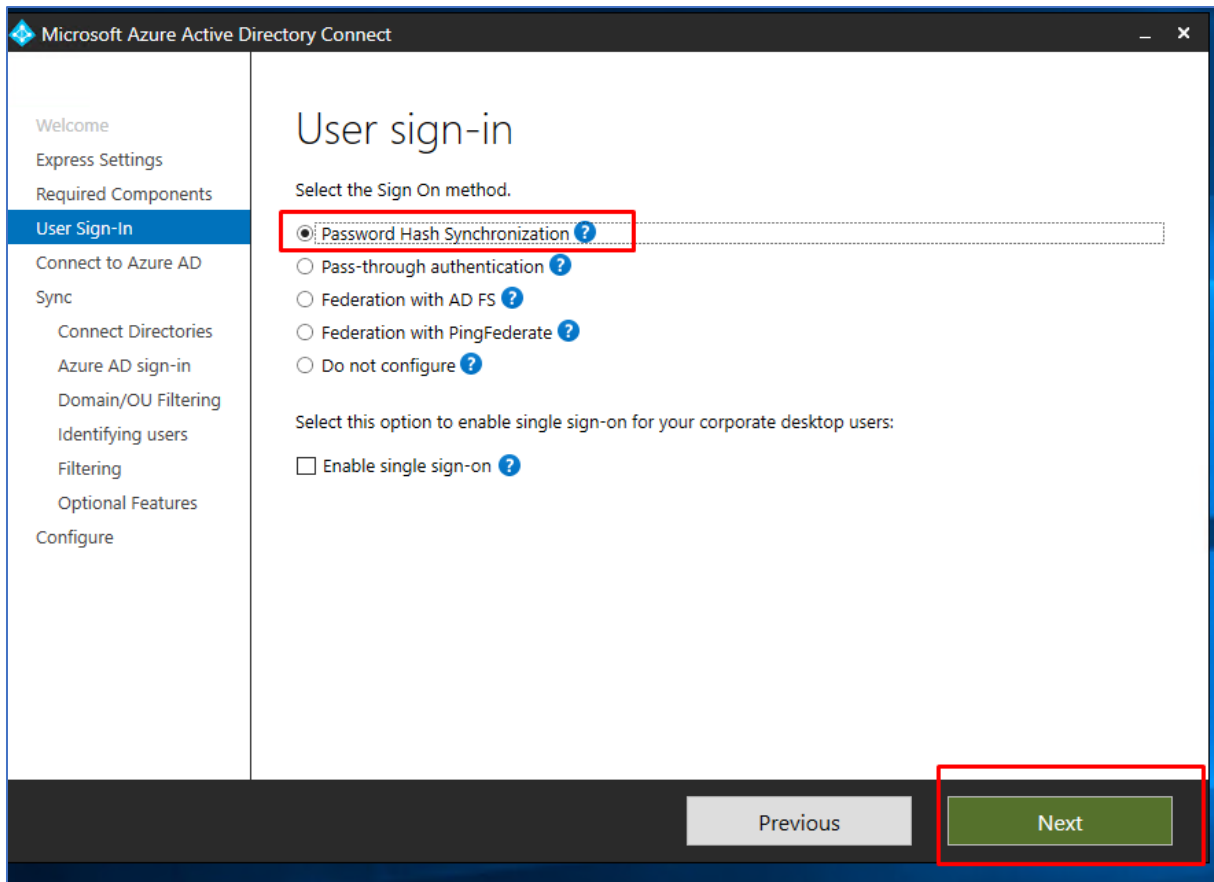 Microsoft Azure Active Directory Connect
Welcome
Express Settings
Required Components
User Sign-In
Connect to Azure AD
Sync
Connect Directories
Azure AD sign-in
Domain/OU Filtering
Identifying users
Filtering
Optional Features
Configure
User sign-in
Select the Sign On method.
Password Hash Synchronization ?
Pass-through authentication ?
Federation with AD FS ?
Federation with PingFederate ?
Do not configure ?
Select this option to enable single sign-on for your corporate desktop users:
Enable single sign-on ?
Previous
Next